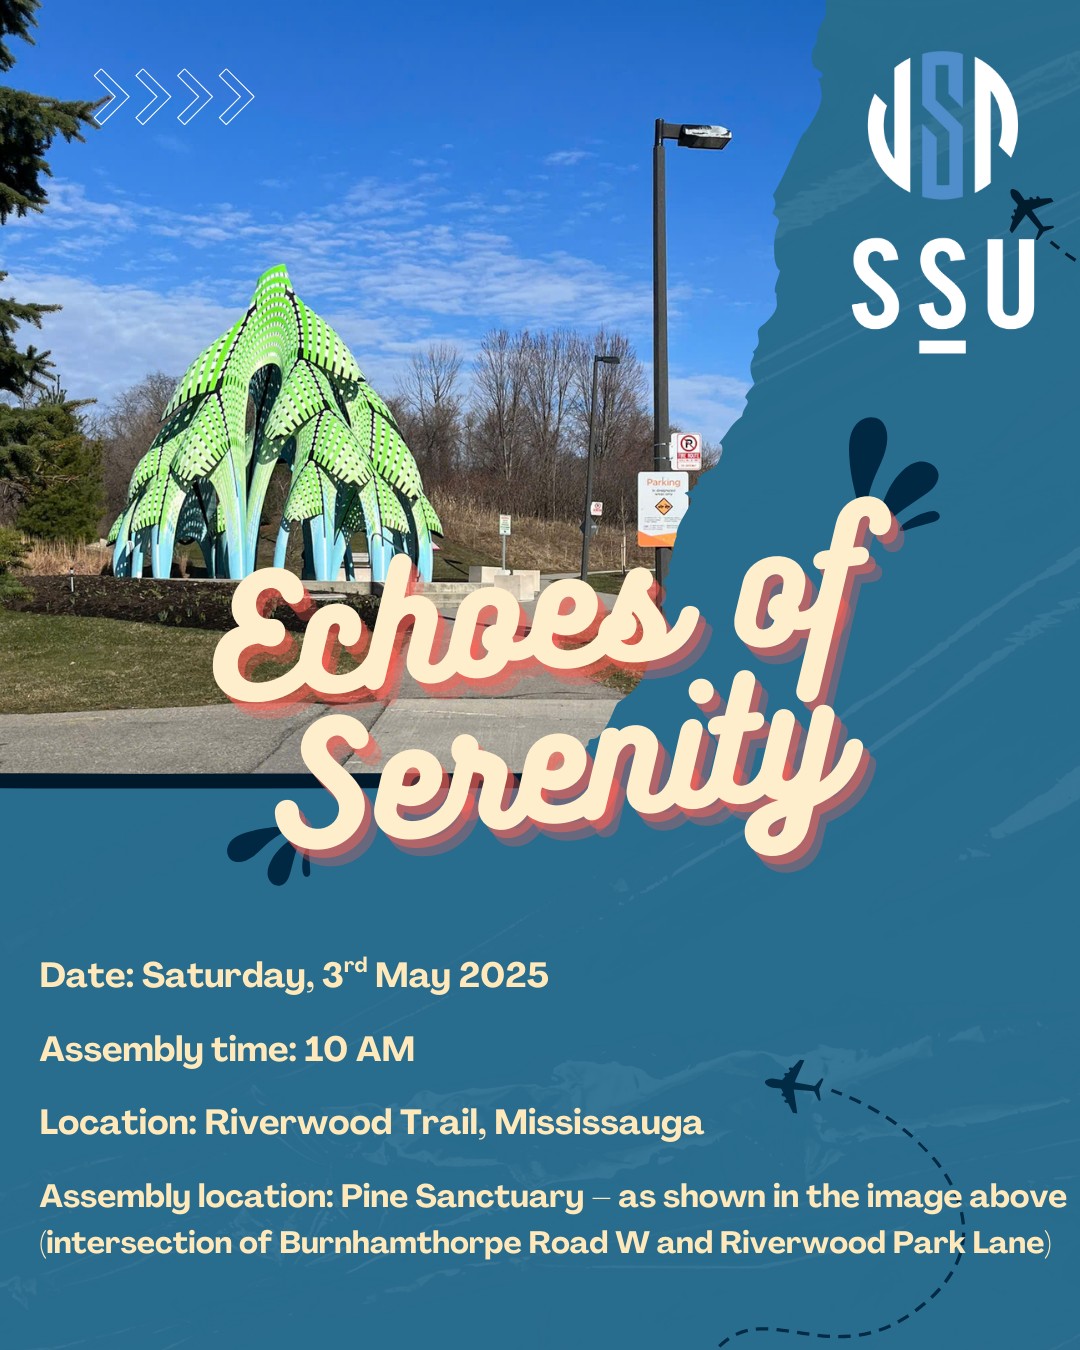 SSU
Parking
Echoes of
Serenity
Date: Saturday, 3rd May 2025
Assembly time: 10 AM
Location: Riverwood Trail, Mississauga
Assembly location: Pine Sanctuary – as shown in the image above
(intersection of Burnhamthorpe Road W and Riverwood Park Lane)